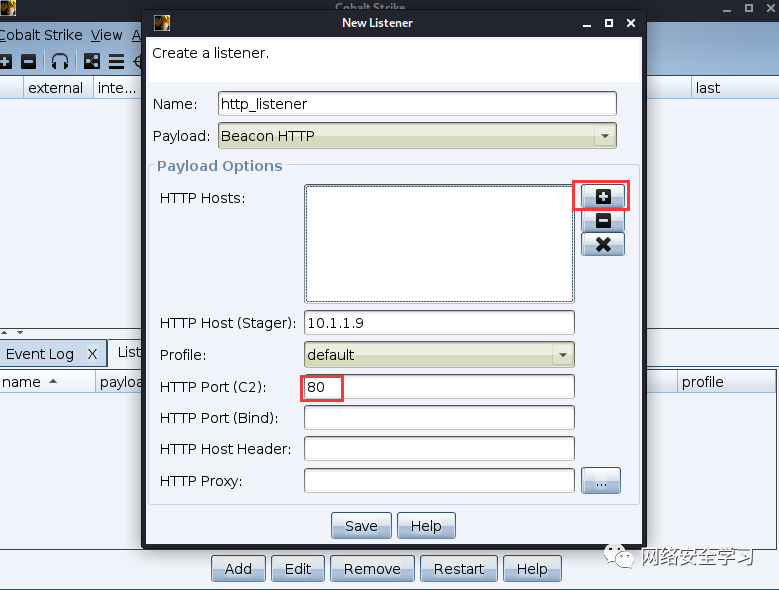 Cobalt Strike
New Listener
Cobalt Strike View A
external inte... last
Create a listener.
Name: http_listener
Payload: Beacon HTTP
Payload Options
HTTP Hosts:
HTTP Host (Stager): 10.1.1.9
Profile: default
HTTP Port (C2): 80
HTTP Port (Bind):
HTTP Host Header:
HTTP Proxy: ...
Save Help
Event Log X List
name payloa profile
Add Edit Remove Restart Help
网络安全学习